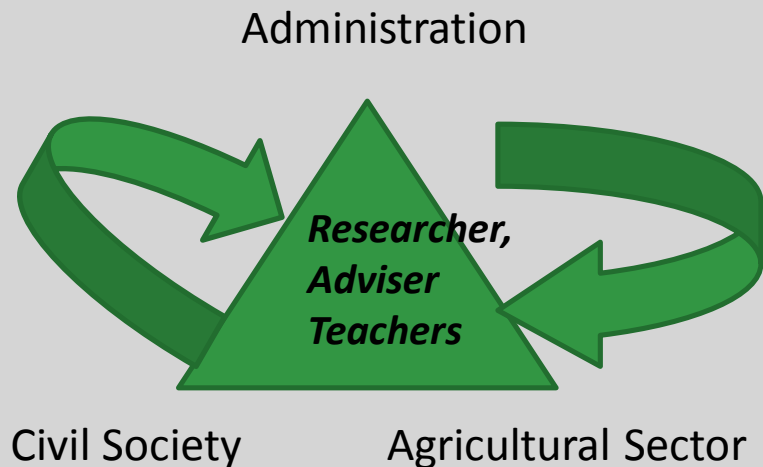 Administration
Researcher,
Adviser
Teachers
Civil Society
Agricultural Sector